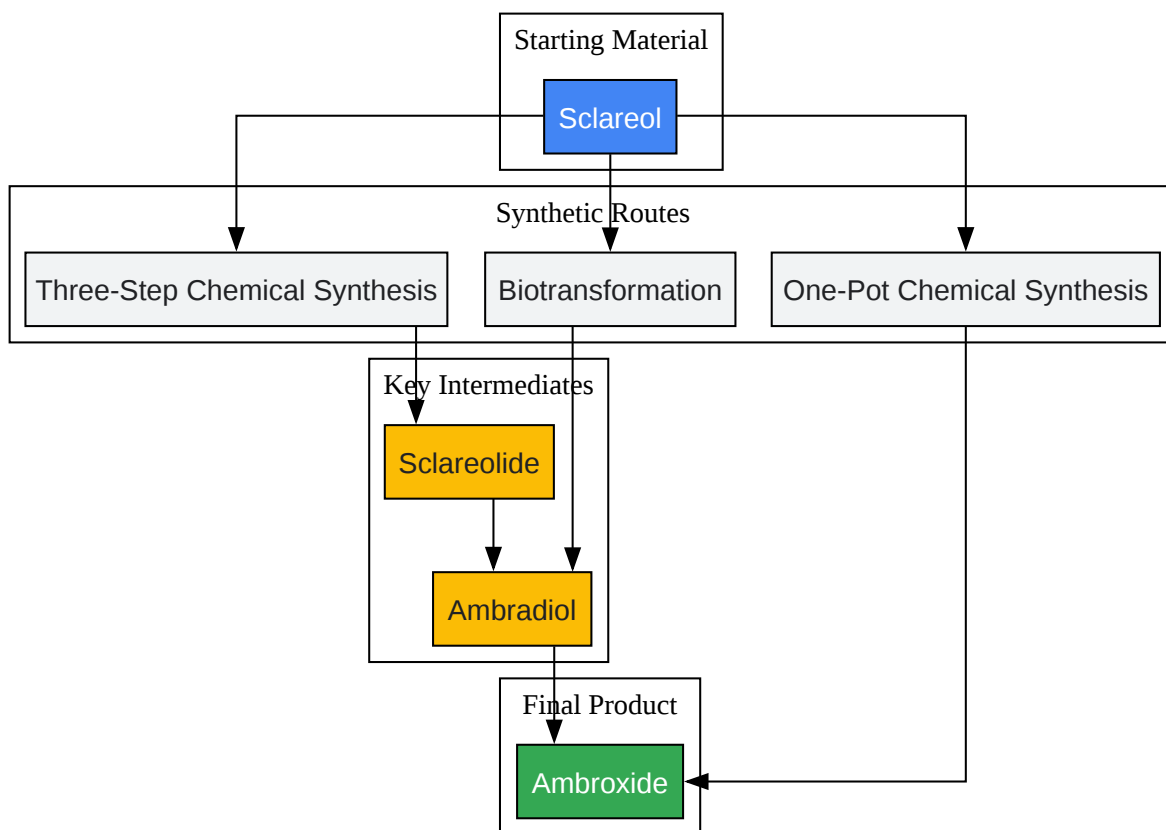 Starting Material
Sclareol
Synthetic Routes
Three-Step Chemical Synthesis
Biotransformation
One-Pot Chemical Synthesis
Key Intermediates
Sclareolide
Ambradiol
Final Product
Ambroxide